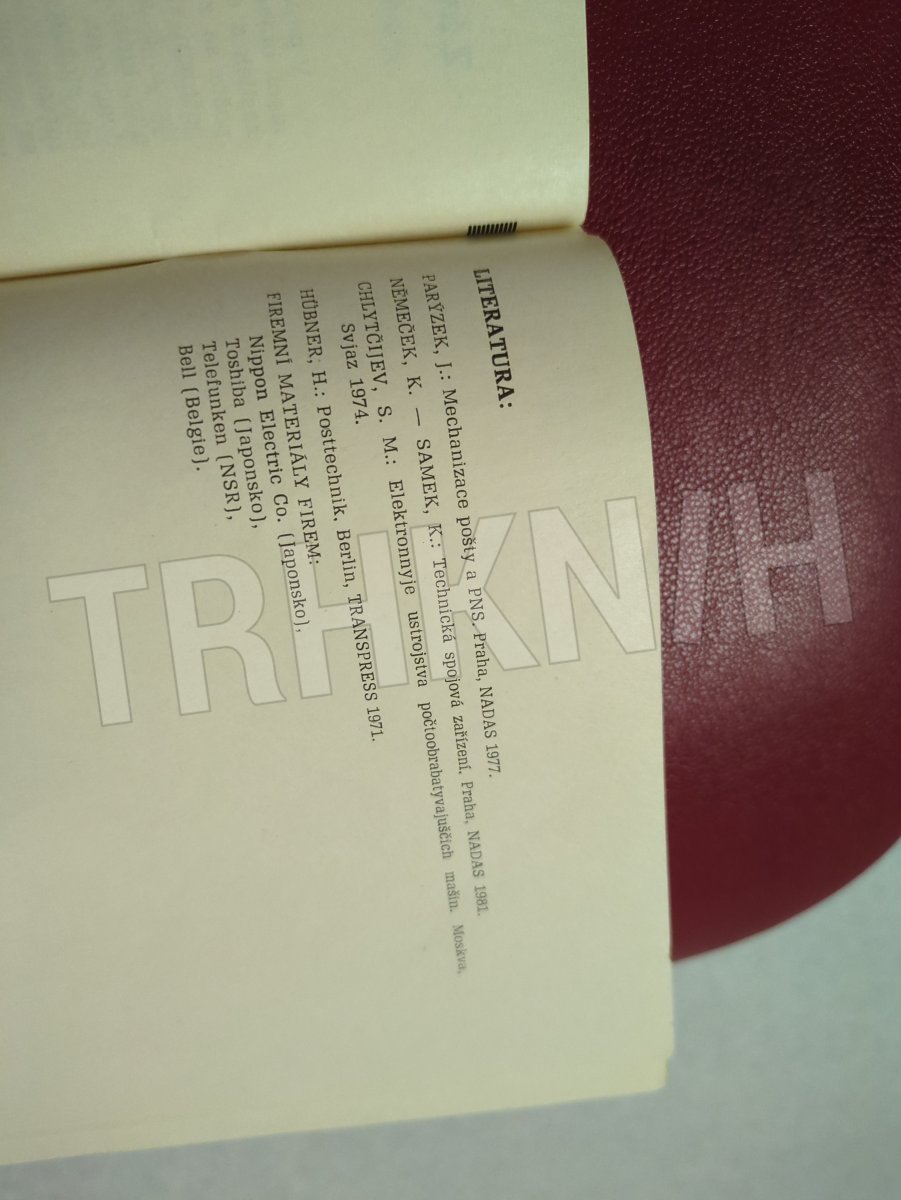 LITERATURA:
PARÝZEK, J.: Mechanizace pošty a PNS. Praha, NADAS 1977.
NĚMEČEK, K. — SAMEK, K.: Technická spojová zařízení. Praha, NADAS 1981.
CHLYTČIJEV, S. M.: Elektronnyje ustrojstva počtoobrabatyvajuščich mašin. Moskva,
Svjaz 1974.
HÜBNER, H.: Posttechnik, Berlin, TRANSPRESS 1971.
FIREMNÍ MATERIÁLY FIREM:
Nippon Electric Co. (Japonsko),
Toshiba (Japonsko),
Telefunken (NSR),
Bell (Belgie).
TRHKNIH